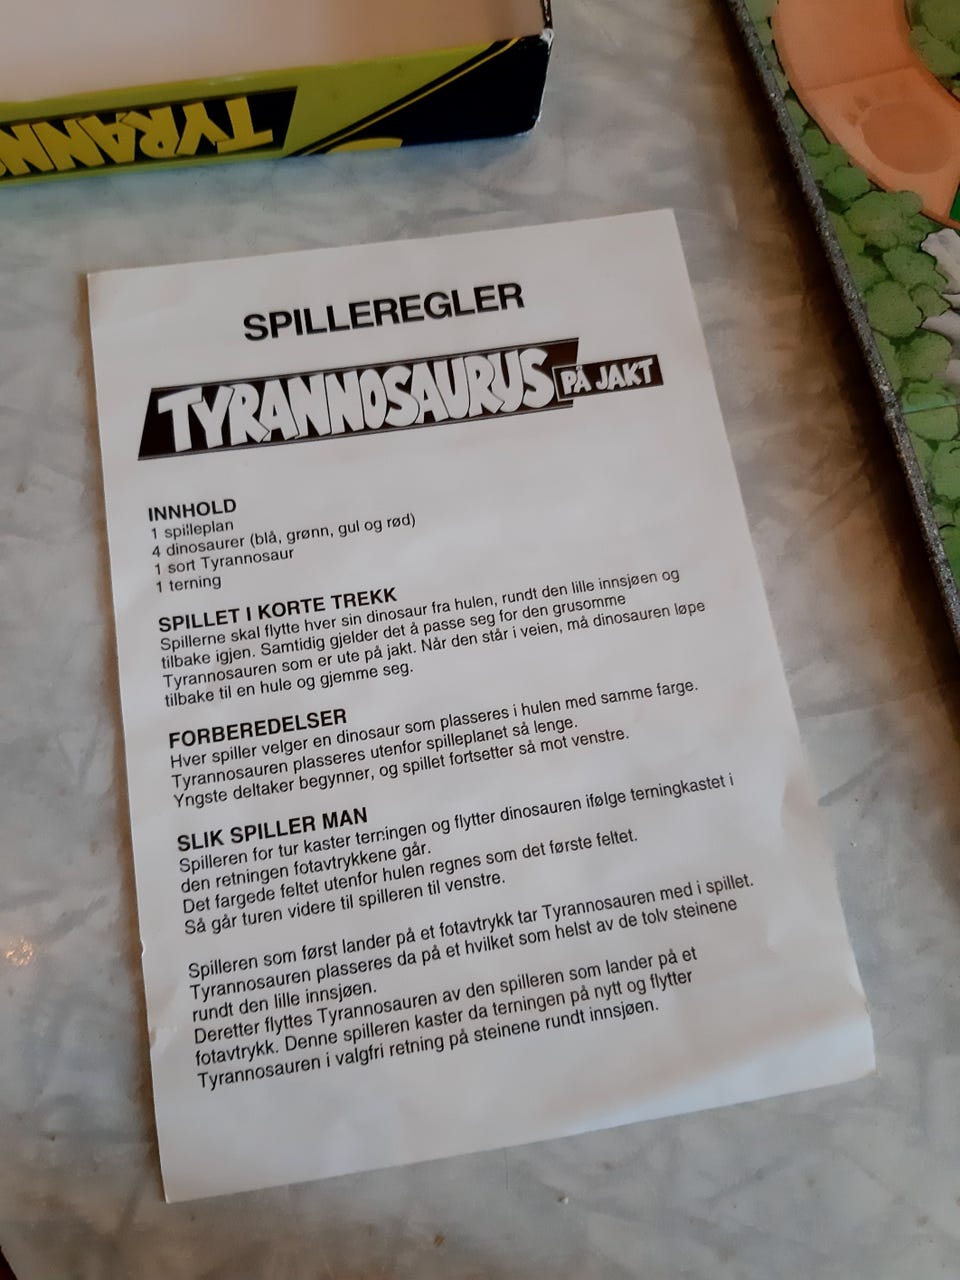 TYRANN
SPILLEREGLER
TYRANNOSAURUS PÅ JAKT
INNHOLD
1 spilleplan
4 dinosaurer (blå, grønn, gul og rød)
1 sort Tyrannosaur
1 terning
SPILLET I KORTE TREKK
Spillerne skal flytte hver sin dinosaur fra hulen, rundt den lille innsjøen og
tilbake igjen. Samtidig gjelder det å passe seg for den grusomme
Tyrannosauren som er ute på jakt. Når den står i veien, må dinosauren løpe
tilbake til en hule og gjemme seg.
FORBEREDELSER
Hver spiller velger en dinosaur som plasseres i hulen med samme farge.
Tyrannosauren plasseres utenfor spilleplanet så lenge.
Yngste deltaker begynner, og spillet fortsetter så mot venstre.
SLIK SPILLER MAN
Spilleren for tur kaster terningen og flytter dinosauren ifølge terningkastet i
den retningen fotavtrykkene går.
Det fargede feltet utenfor hulen regnes som det første feltet.
Så går turen videre til spilleren til venstre.
Spilleren som først lander på et fotavtrykk tar Tyrannosauren med i spillet.
Tyrannosauren plasseres da på et hvilket som helst av de tolv steinene
rundt den lille innsjøen.
Deretter flyttes Tyrannosauren av den spilleren som lander på et
fotavtrykk. Denne spilleren kaster da terningen på nytt og flytter
Tyrannosauren i valgfri retning på steinene rundt innsjøen.